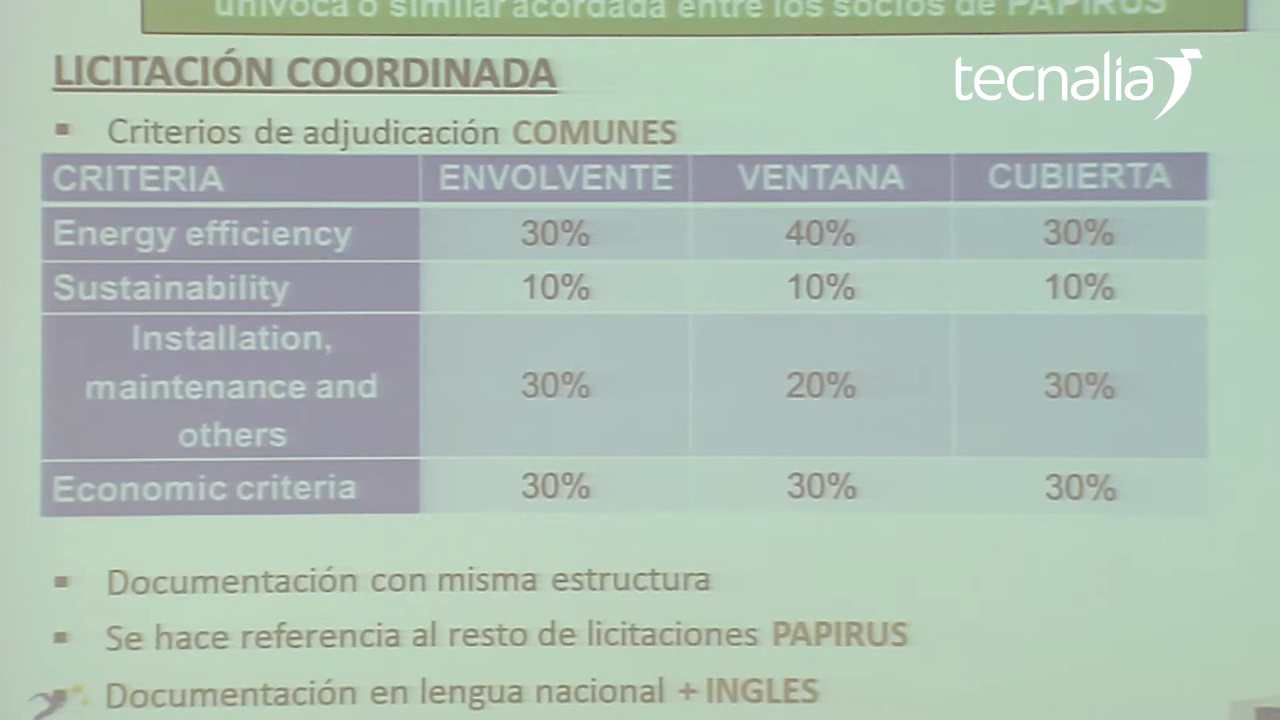 unívoca o similar acordada entre los socios de PAPIRUS
tecnalia
LICITACIÓN COORDINADA
▪ Criterios de adjudicación COMUNES
CRITERIA ENVOLVENTE VENTANA CUBIERTA
Energy efficiency 30% 40% 30%
Sustainability 10% 10% 10%
Installation,
maintenance and 30% 20% 30%
others
Economic criteria 30% 30% 30%
▪ Documentación con misma estructura
▪ Se hace referencia al resto de licitaciones PAPIRUS
▪ Documentación en lengua nacional + INGLES